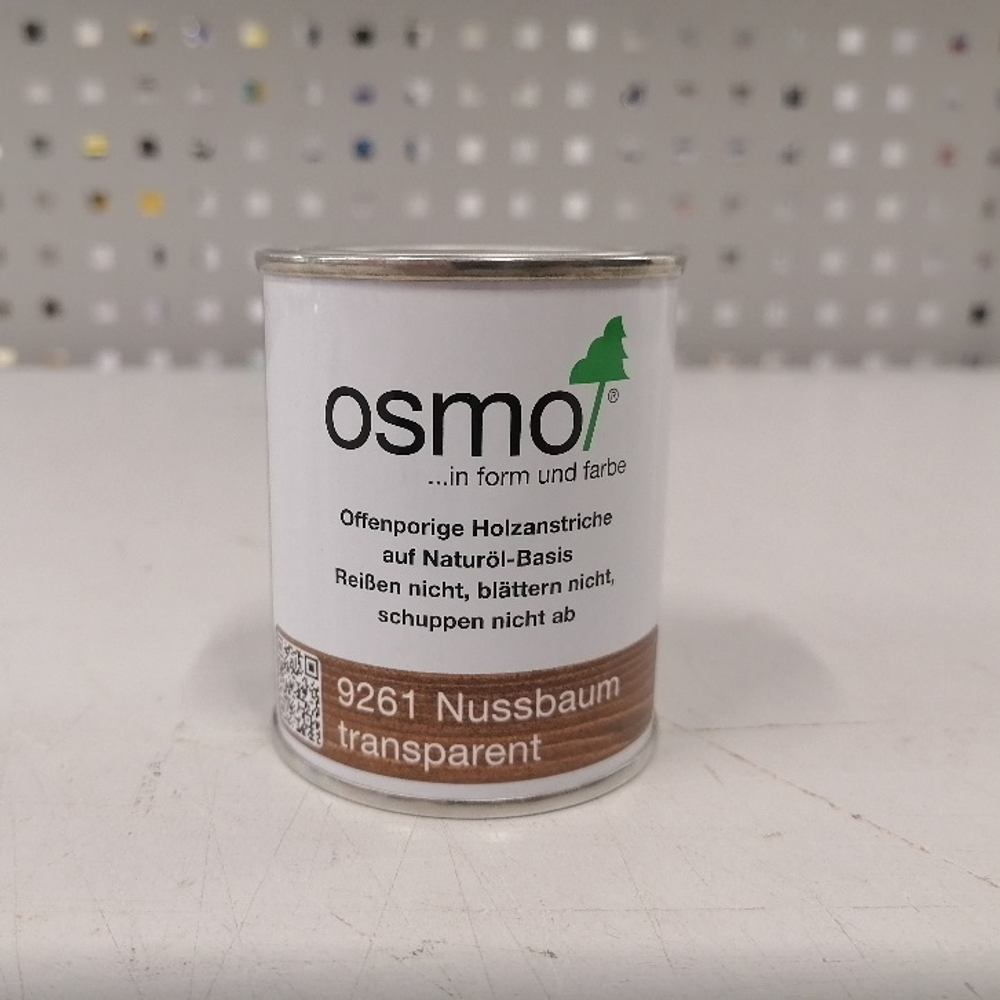 osmo®
...in form und farbe
Offenporige Holzanstriche
auf Naturöl-Basis
Reißen nicht, blättern nicht,
schuppen nicht ab
9261 Nussbaum
transparent